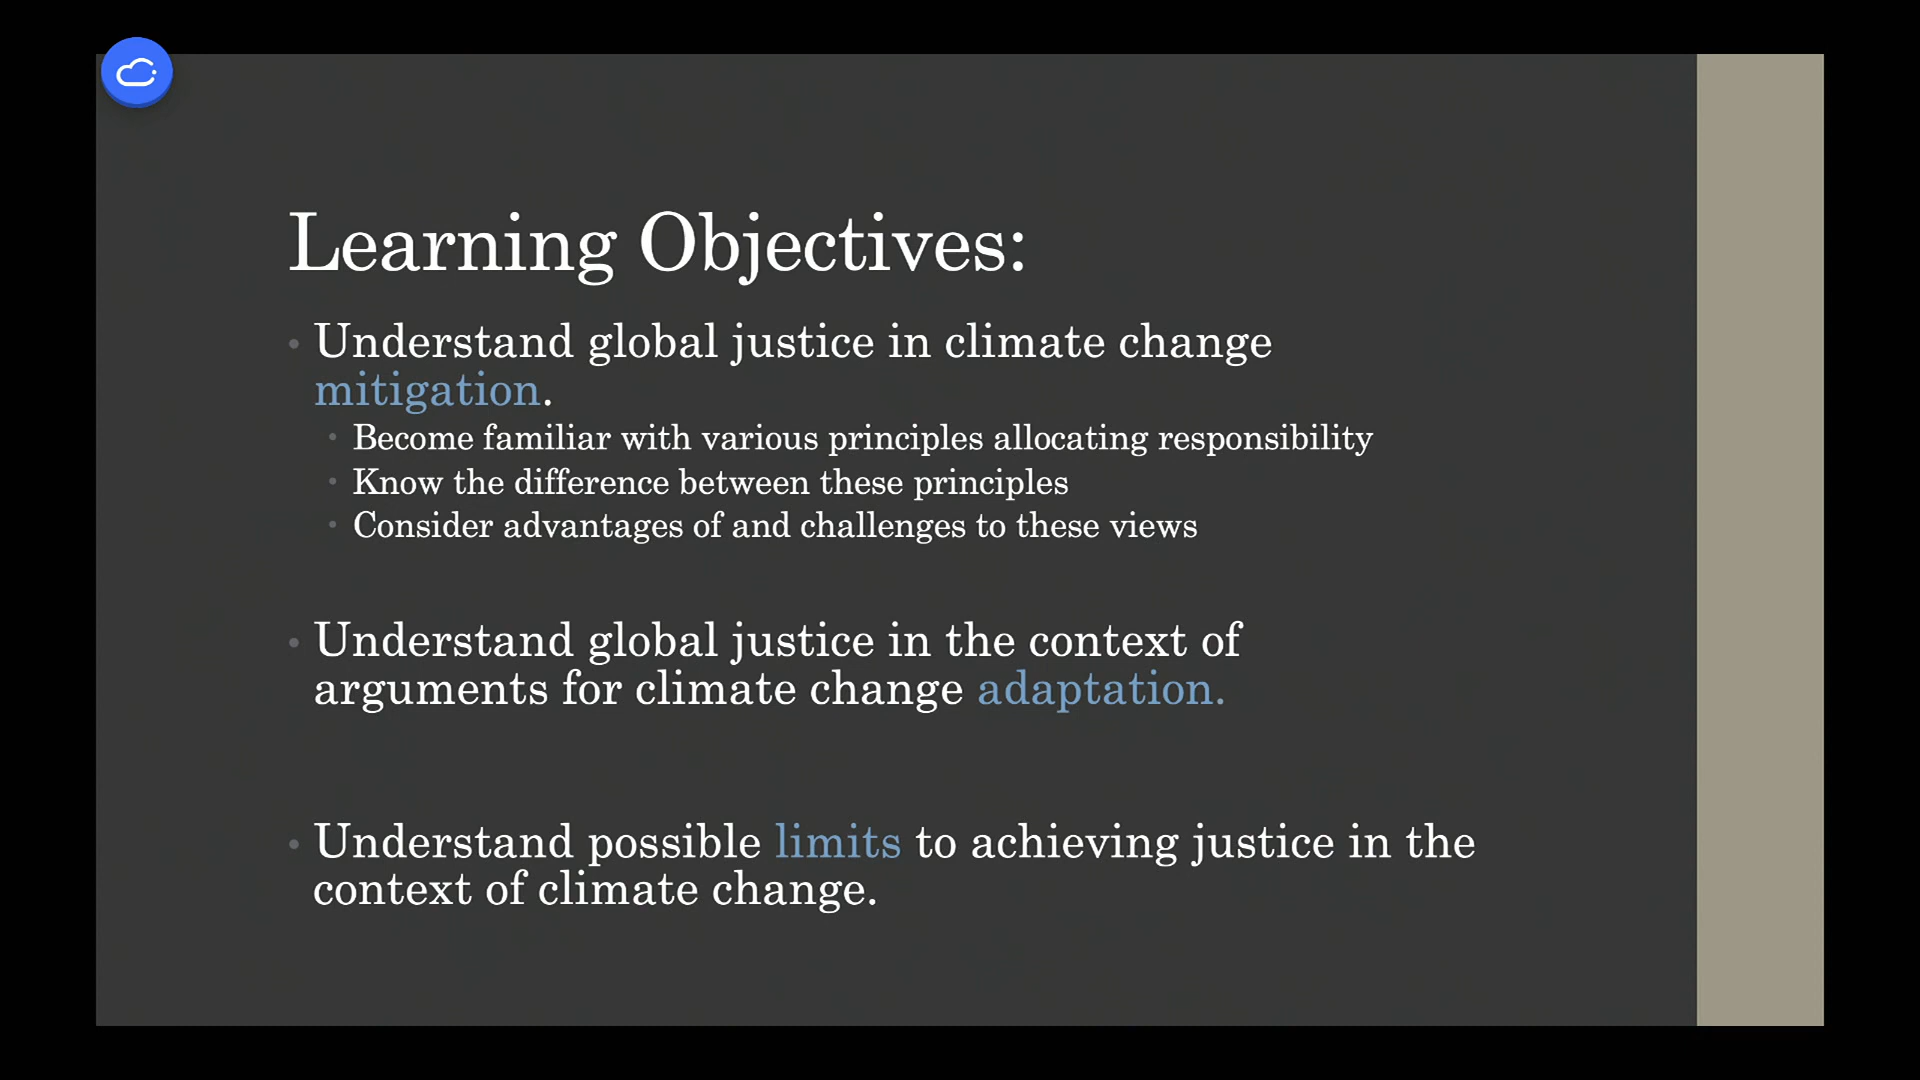 Learning Objectives:
• Understand global justice in climate change
mitigation.
• Become familiar with various principles allocating responsibility
• Know the difference between these principles
• Consider advantages of and challenges to these views
• Understand global justice in the context of
arguments for climate change adaptation.
• Understand possible limits to achieving justice in the
context of climate change.